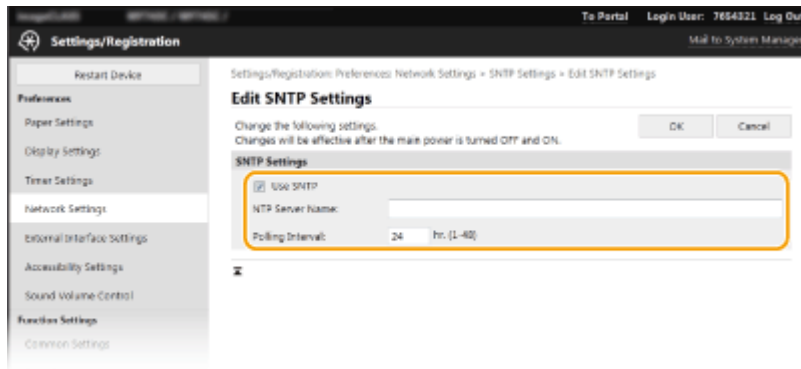 To Portal Login User: 7654321 Log Ou
Settings/Registration
Mail to System Manage
Restart Device
Preferences
Paper Settings
Display Settings
Timer Settings
Network Settings
External Interface Settings
Accessibility Settings
Sound Volume Control
Function Settings
Common Settings
Settings/Registration: Preferences: Network Settings > SNTP Settings > Edit SNTP Settings
Edit SNTP Settings
Change the following settings.
Changes will be effective after the main power is turned OFF and ON.
OK Cancel
SNTP Settings
Use SNTP
NTP Server Name:
Polling Interval: 24 hr. (1-48)